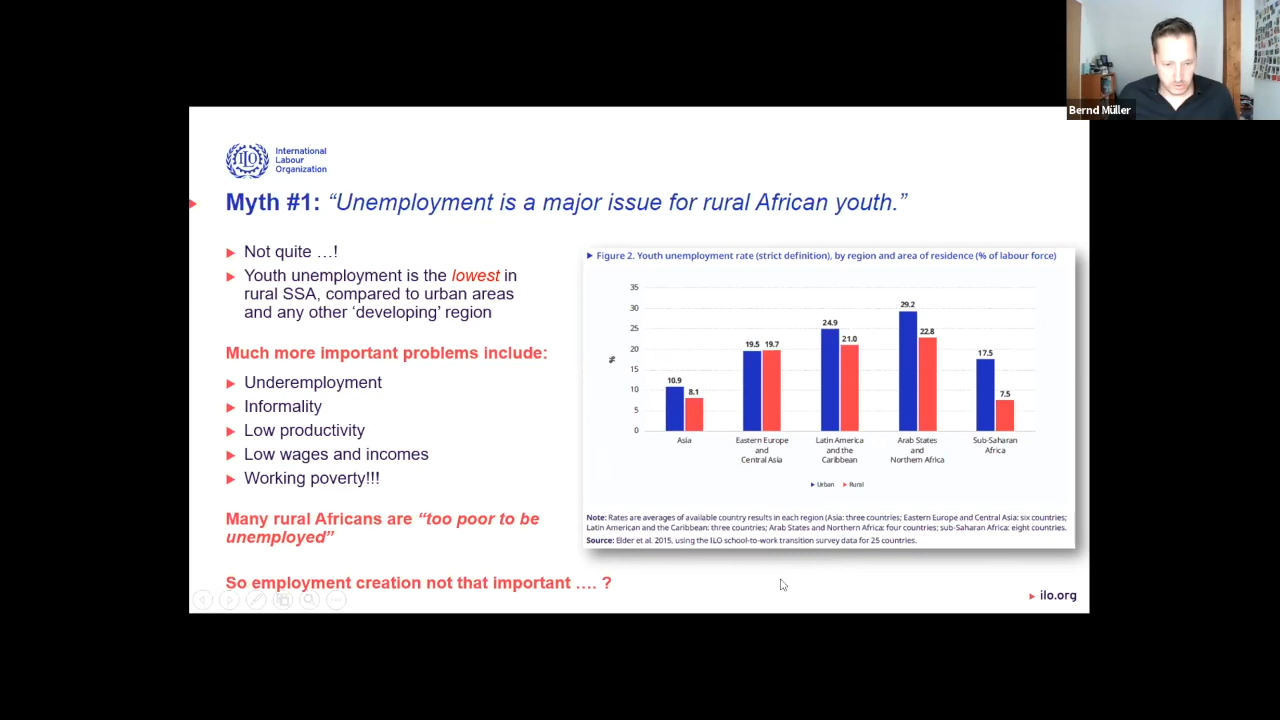 Bernd Müller
ILO
International
Labour
Organization
Myth #1: “Unemployment is a major issue for rural African youth.”
Not quite …!
Youth unemployment is the lowest in
rural SSA, compared to urban areas
and any other ‘developing’ region
Much more important problems include:
Underemployment
Informality
Low productivity
Low wages and incomes
Working poverty!!!
Many rural Africans are “too poor to be
unemployed”
So employment creation not that important …. ?
Figure 2. Youth unemployment rate (strict definition), by region and area of residence (% of labour force)
35
30
25
20
15
10
5
0
%
10.9
8.1
19.5
19.7
24.9
21.0
29.2
22.8
17.5
7.5
Asia
Eastern Europe
and
Central Asia
Latin America
and the
Caribbean
Arab States
and
Northern Africa
Sub-Saharan
Africa
Urban
Rural
Note: Rates are averages of available country results in each region (Asia: three countries; Eastern Europe and Central Asia: six countries;
Latin American and the Caribbean: three countries; Arab States and Northern Africa: four countries; sub-Saharan Africa: eight countries.
Source: Elder et al. 2015, using the ILO school-to-work transition survey data for 25 countries.
ilo.org